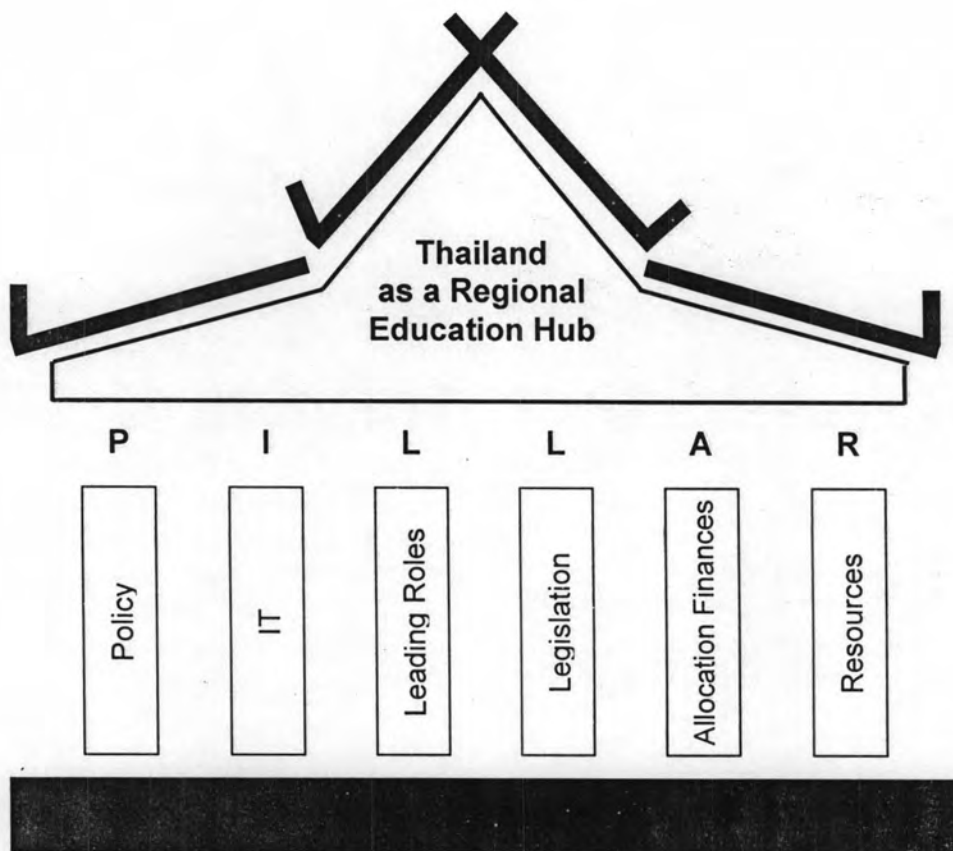 Thailand
as a Regional
Education Hub
P I L L A R
Policy
IT
Leading Roles
Legislation
Allocation Finances
Resources